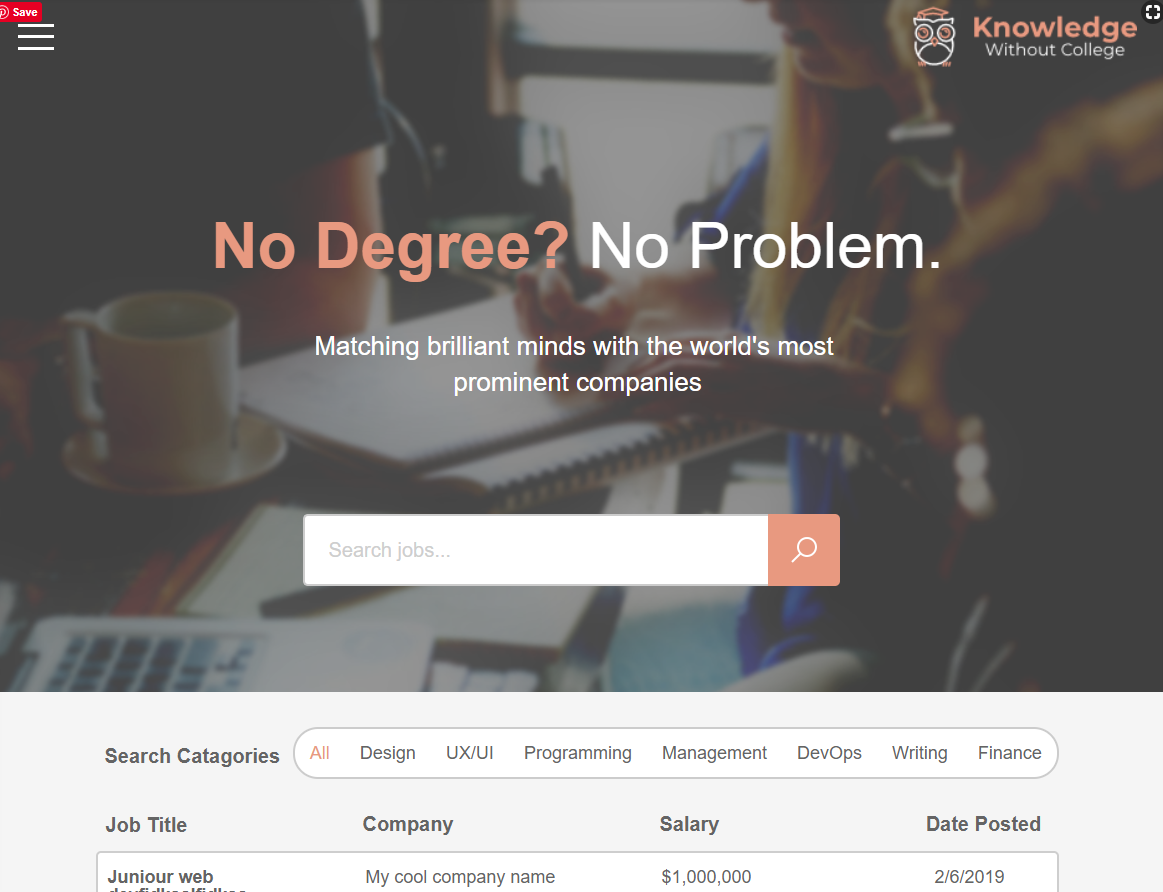 Save
Knowledge
Without College
No Degree? No Problem.
Matching brilliant minds with the world's most
prominent companies
Search jobs...
Search Catagories All Design UX/UI Programming Management DevOps Writing Finance
Job Title Company Salary Date Posted
Juniour web My cool company name $1,000,000 2/6/2019